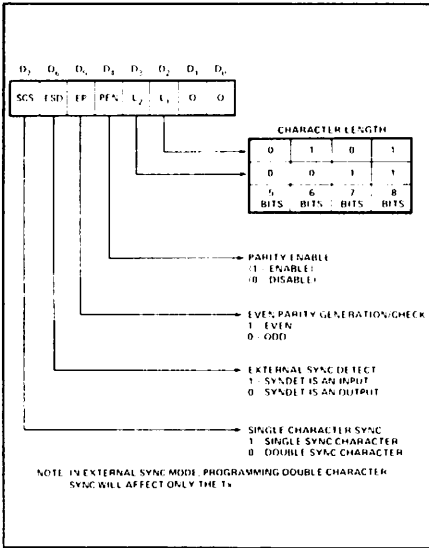 D7 D6 D5 D4 D3 D2 D1 D0
SCS ESD EP PEN L2 L1 0 0
CHARACTER LENGTH
0 1 0 1
0 0 1 1
5 BITS 6 BITS 7 BITS 8 BITS
PARITY ENABLE
(1 - ENABLE)
(0 - DISABLE)
EVEN PARITY GENERATION/CHECK
1 - EVEN
0 - ODD
EXTERNAL SYNC DETECT
1 - SYNDET IS AN INPUT
0 - SYNDET IS AN OUTPUT
SINGLE CHARACTER SYNC
1 - SINGLE SYNC CHARACTER
0 - DOUBLE SYNC CHARACTER
NOTE: IN EXTERNAL SYNC MODE, PROGRAMMING DOUBLE CHARACTER
SYNC WILL AFFECT ONLY THE Tx